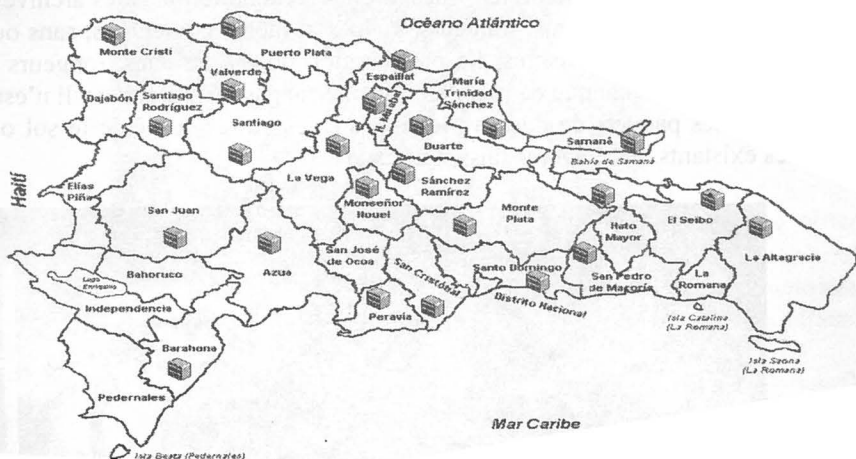 Océano Atlántico
Monte Cristi
Puerto Plata
Valverde
Espaillat
María
Trinidad
Sánchez
Dajabón
Santiago
Rodríguez
Santiago
H. Mirabal
Duarte
Samaná
Bahía de Samaná
Haití
Elías
Piña
La Vega
Sánchez
Ramírez
San Juan
Monseñor
Nouel
Monte
Plata
Hato
Mayor
El Seibo
La Altagracia
Lago
Enriquillo
Bahoruco
Azua
San José
de Ocoa
San Cristóbal
Santo Domingo
San Pedro
de Macorís
La
Romana
Independencia
Peravia
Distrito Nacional
Isla Catalina
(La Romana)
Barahona
Isla Saona
(La Romana)
Pedernales
Mar Caribe
Isla Beata (Pedernales)